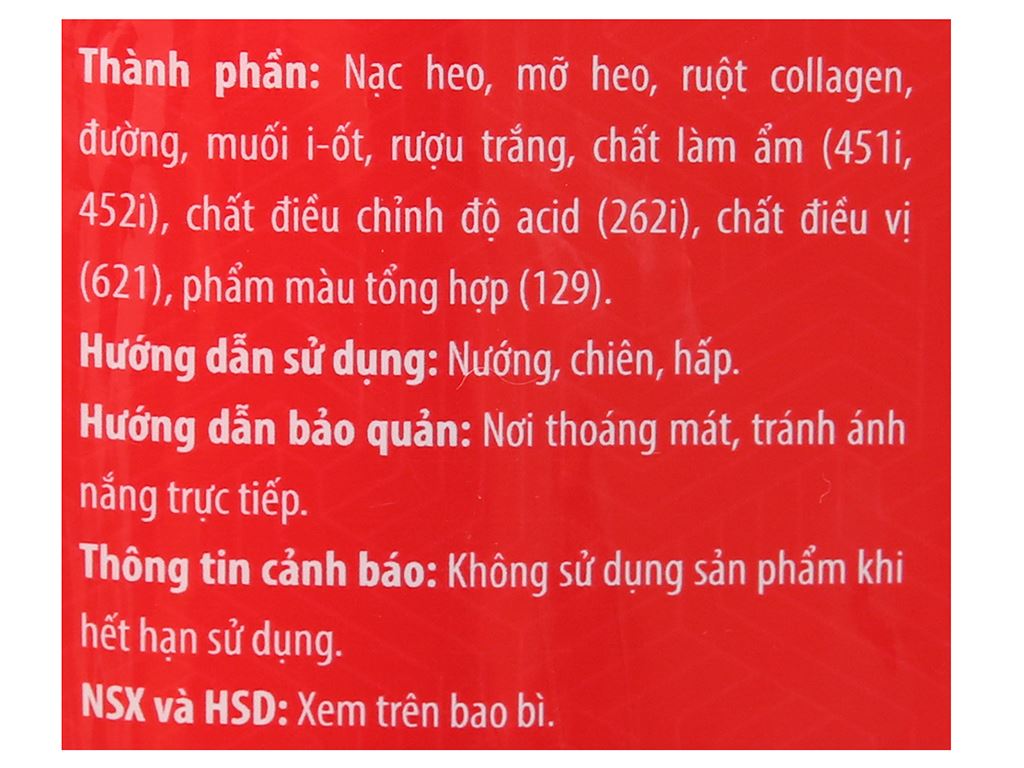 Thành phần: Nạc heo, mỡ heo, ruột collagen,
đường, muối i-ốt, rượu trắng, chất làm ẩm (451i,
452i), chất điều chỉnh độ acid (262i), chất điều vị
(621), phẩm màu tổng hợp (129).
Hướng dẫn sử dụng: Nướng, chiên, hấp.
Hướng dẫn bảo quản: Nơi thoáng mát, tránh ánh
nắng trực tiếp.
Thông tin cảnh báo: Không sử dụng sản phẩm khi
hết hạn sử dụng.
NSX và HSD: Xem trên bao bì.